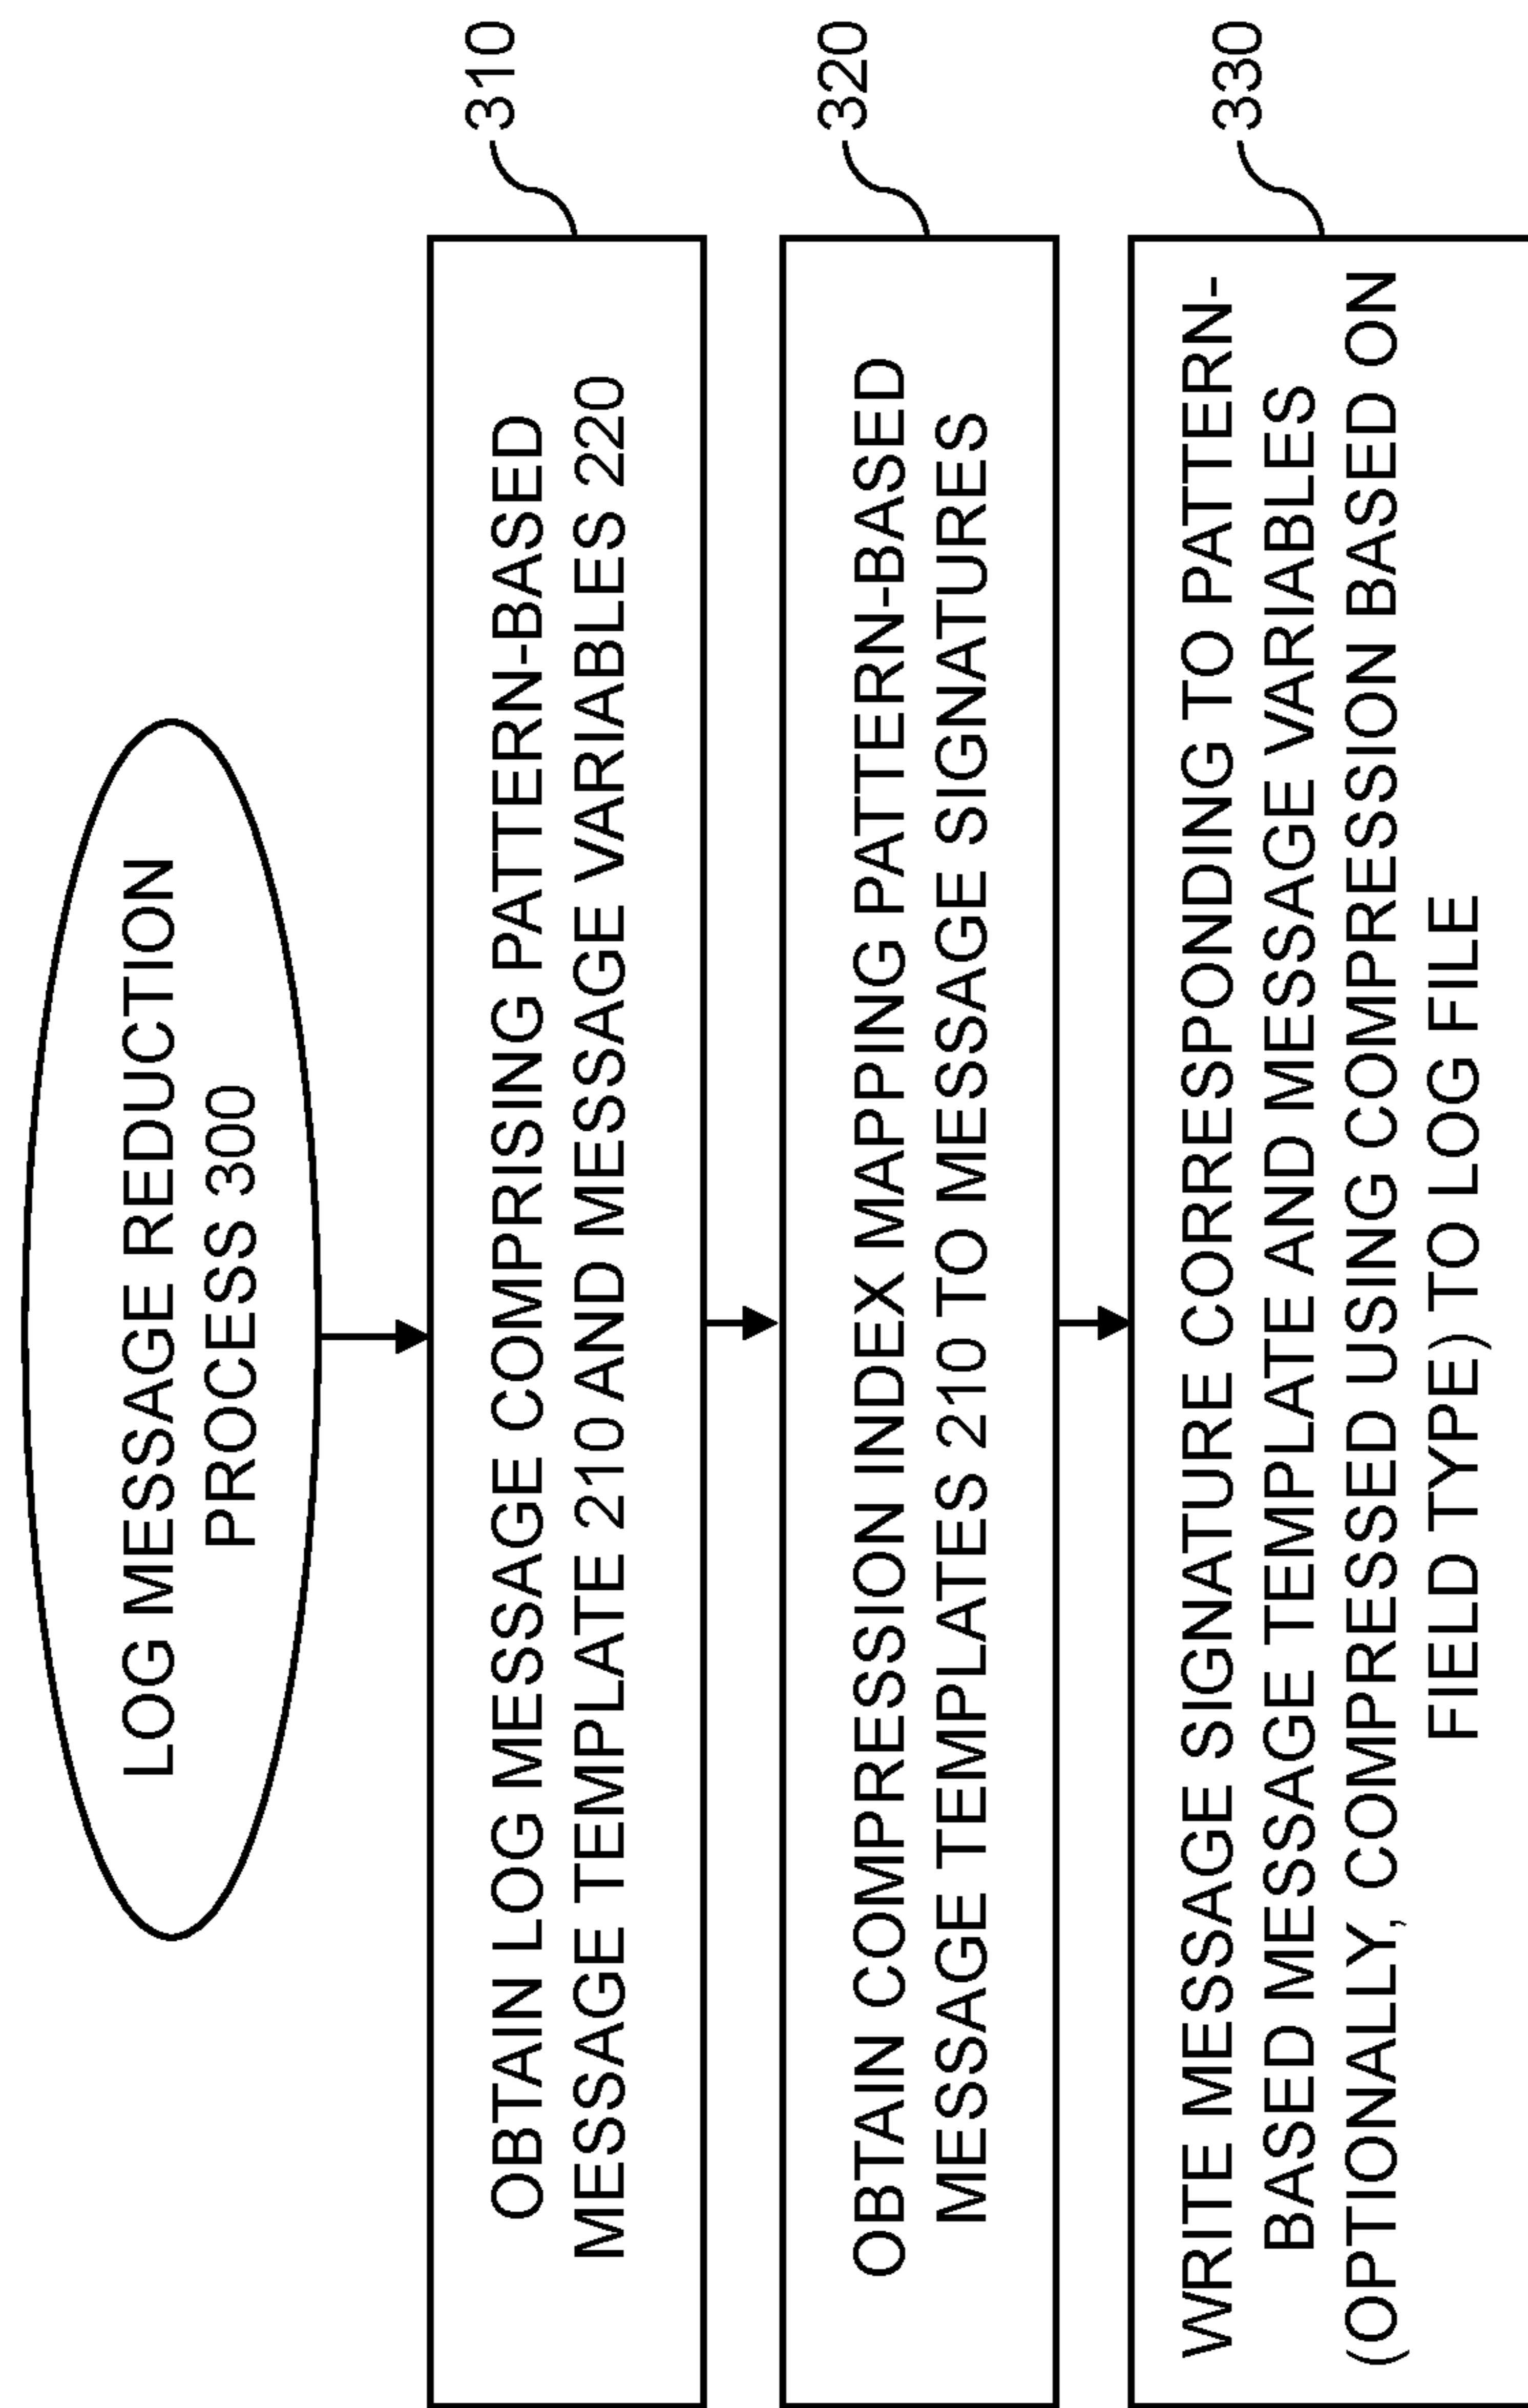 LOG MESSAGE REDUCTION
PROCESS 300
310
OBTAIN LOG MESSAGE COMPRISING PATTERN-BASED
MESSAGE TEMPLATE 210 AND MESSAGE VARIABLES 220
320
OBTAIN COMPRESSION INDEX MAPPING PATTERN-BASED
MESSAGE TEMPLATES 210 TO MESSAGE SIGNATURES
330
WRITE MESSAGE SIGNATURE CORRESPONDING TO PATTERN-
BASED MESSAGE TEMPLATE AND MESSAGE VARIABLES
(OPTIONALLY, COMPRESSED USING COMPRESSION BASED ON
FIELD TYPE) TO LOG FILE